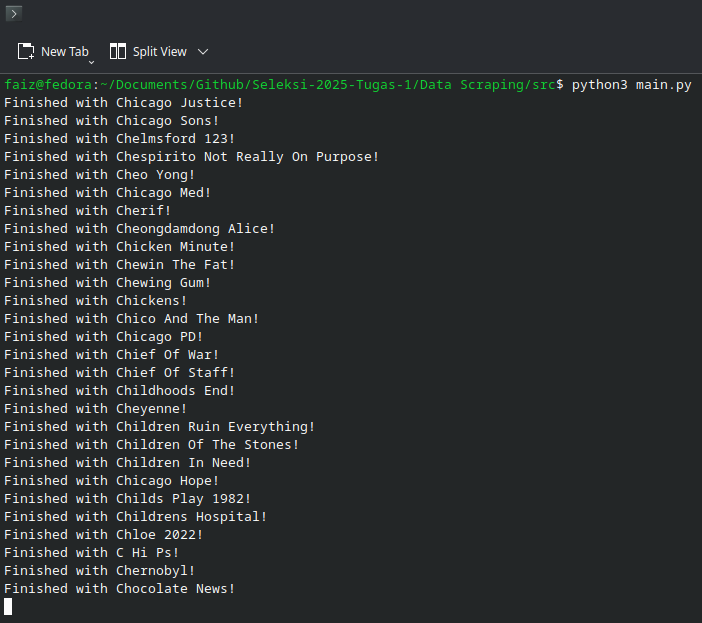 New Tab Split View
faiz@fedora:~/Documents/Github/Seleksi-2025-Tugas-1/Data Scraping/src$ python3 main.py
Finished with Chicago Justice!
Finished with Chicago Sons!
Finished with Chelmsford 123!
Finished with Chespirito Not Really On Purpose!
Finished with Cheo Yong!
Finished with Chicago Med!
Finished with Cherif!
Finished with Cheongdamdong Alice!
Finished with Chicken Minute!
Finished with Chewin The Fat!
Finished with Chewing Gum!
Finished with Chickens!
Finished with Chico And The Man!
Finished with Chicago PD!
Finished with Chief Of War!
Finished with Chief Of Staff!
Finished with Childhoods End!
Finished with Cheyenne!
Finished with Children Ruin Everything!
Finished with Children Of The Stones!
Finished with Children In Need!
Finished with Chicago Hope!
Finished with Childs Play 1982!
Finished with Childrens Hospital!
Finished with Chloe 2022!
Finished with C Hi Ps!
Finished with Chernobyl!
Finished with Chocolate News!